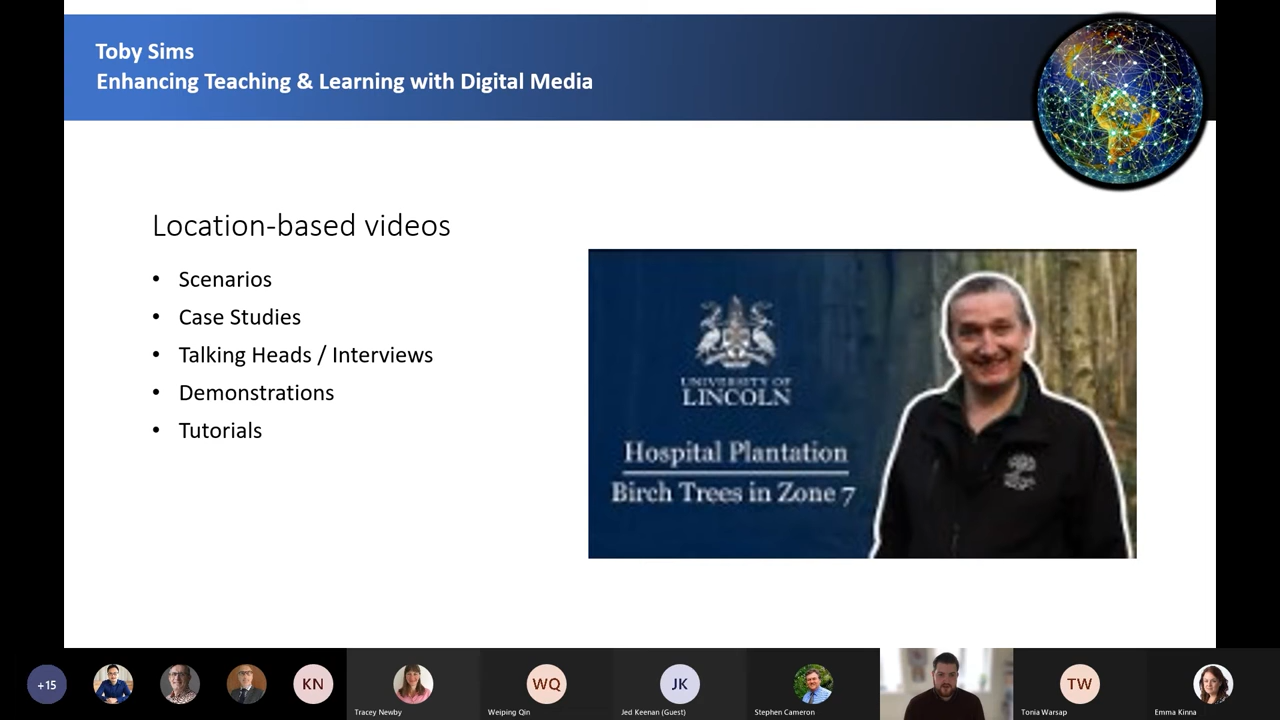 Toby Sims
Enhancing Teaching & Learning with Digital Media
Location-based videos
• Scenarios
• Case Studies
• Talking Heads / Interviews
• Demonstrations
• Tutorials
UNIVERSITY OF
LINCOLN
Hospital Plantation
Birch Trees in Zone 7
+15
KN
WQ
JK
TW
Tracey Newby
Weiping Qin
Jed Keenan (Guest)
Stephen Cameron
Tonia Warsap
Emma Kinna